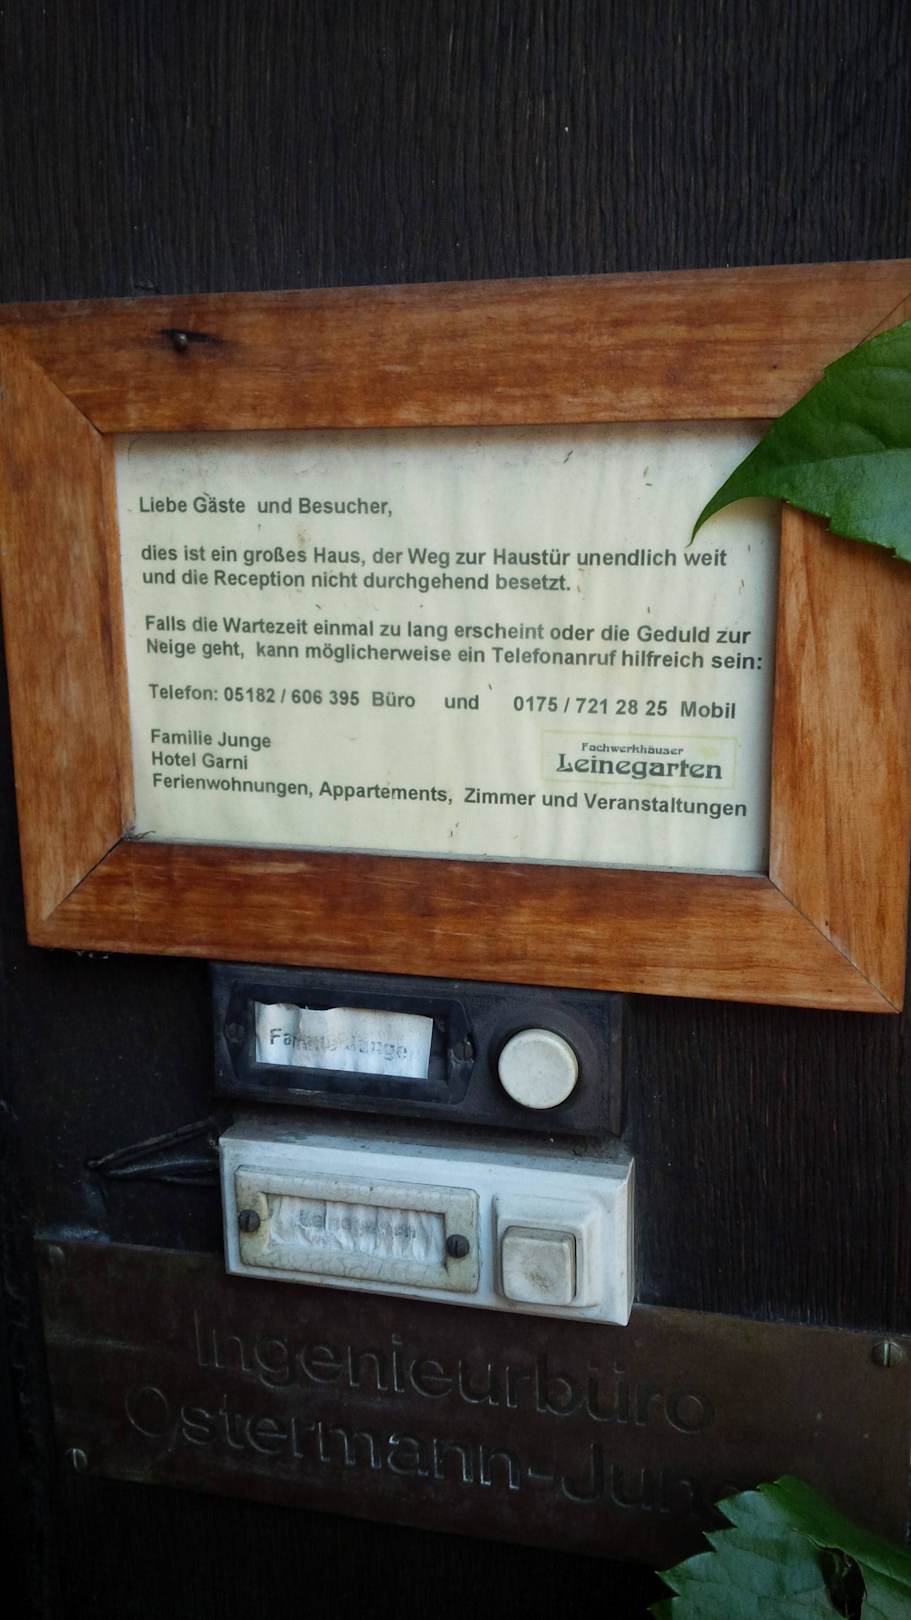 Liebe Gäste und Besucher,
dies ist ein großes Haus, der Weg zur Haustür unendlich weit
und die Reception nicht durchgehend besetzt.
Falls die Wartezeit einmal zu lang erscheint oder die Geduld zur
Neige geht, kann möglicherweise ein Telefonanruf hilfreich sein:
Telefon: 05182 / 606 395 Büro und 0175 / 721 28 25 Mobil
Familie Junge
Hotel Garni
Fachwerkhäuser
Leinegarten
Ferienwohnungen, Appartements, Zimmer und Veranstaltungen
Familie Junge
Ingenieurbüro
Ostermann-Jung